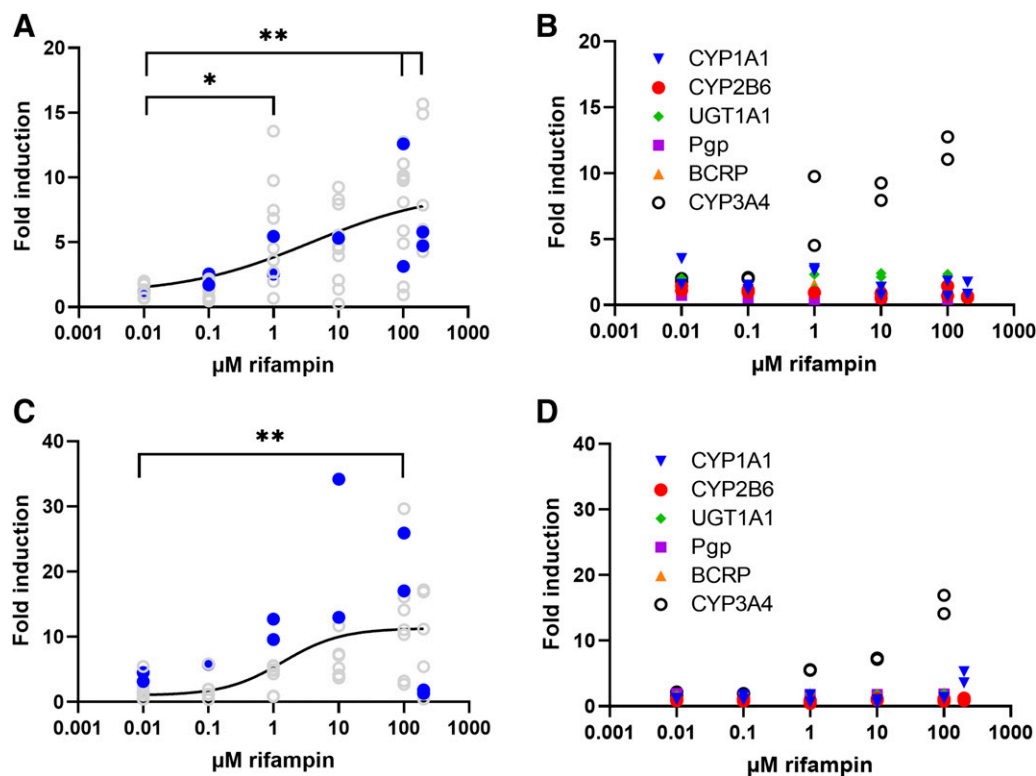 A
Fold induction
20
15
10
5
0
*
**
0.001 0.01 0.1 1 10 100 1000
µM rifampin
B
Fold induction
20
15
10
5
0
CYP1A1
CYP2B6
UGT1A1
Pgp
BCRP
CYP3A4
0.001 0.01 0.1 1 10 100 1000
µM rifampin
C
Fold induction
40
30
20
10
0
**
0.001 0.01 0.1 1 10 100 1000
µM rifampin
D
Fold induction
40
30
20
10
0
CYP1A1
CYP2B6
UGT1A1
Pgp
BCRP
CYP3A4
0.001 0.01 0.1 1 10 100 1000
µM rifampin